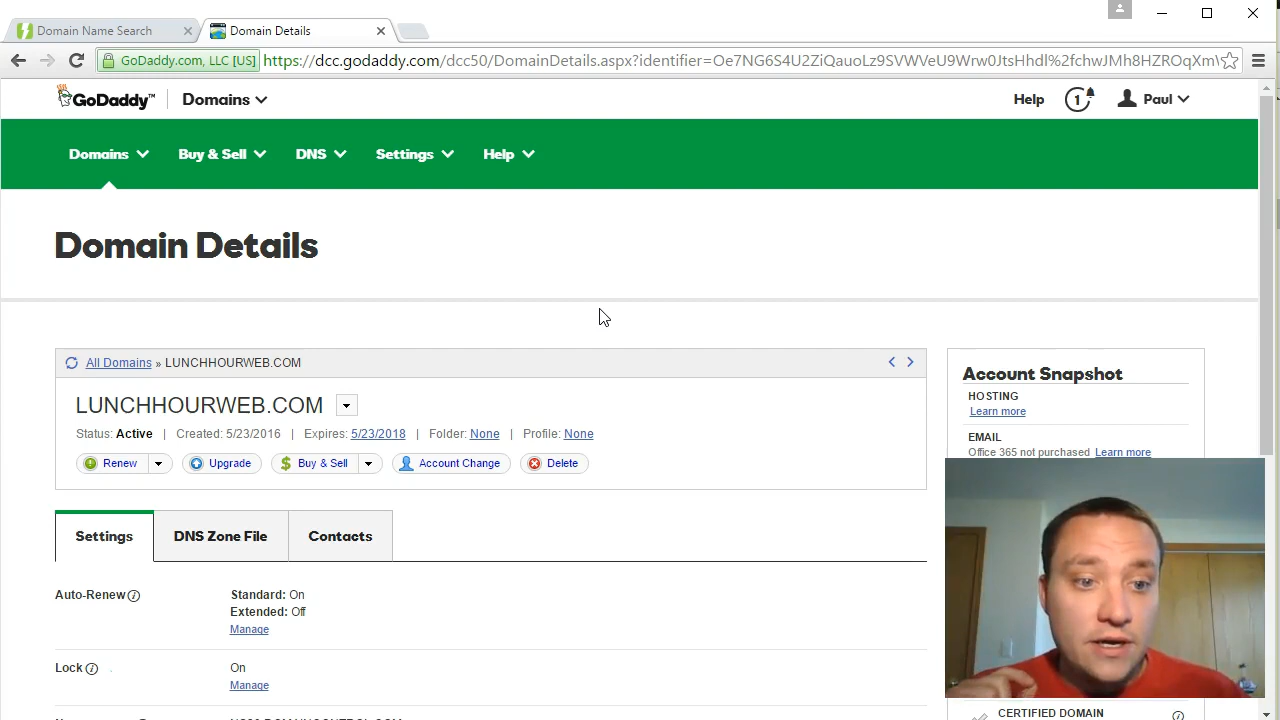 Domain Name Search
Domain Details
GoDaddy.com, LLC [US]
https://dcc.godaddy.com/dcc50/DomainDetails.aspx?identifier=Oe7NG6S4U2ZiQauoLz9SVWVeU9Wrw0JtsHhdl%2fchwJMh8HZROqXm
GoDaddy™
Domains
Help
1
Paul
Domains
Buy & Sell
DNS
Settings
Help
Domain Details
All Domains » LUNCHHOURWEB.COM
LUNCHHOURWEB.COM
Status: Active | Created: 5/23/2016 | Expires: 5/23/2018 | Folder: None | Profile: None
Renew
Upgrade
Buy & Sell
Account Change
Delete
Account Snapshot
HOSTING
Learn more
EMAIL
Office 365 not purchased Learn more
Settings
DNS Zone File
Contacts
Auto-Renew
Standard: On
Extended: Off
Manage
Lock
On
Manage
CERTIFIED DOMAIN